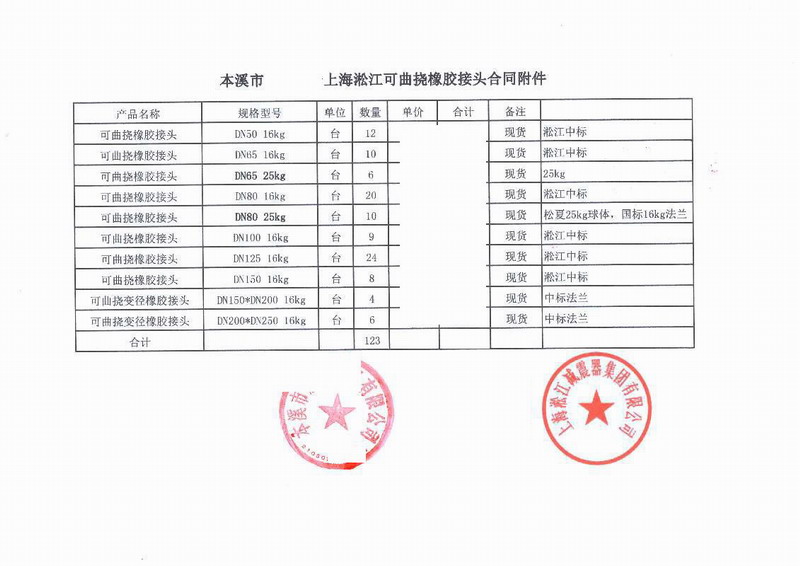 本溪市 上海淞江可曲挠橡胶接头合同附件
产品名称 规格型号 单位 数量 单价 合计 备注
可曲挠橡胶接头 DN50 16kg 台 12 现货 淞江中标
可曲挠橡胶接头 DN65 16kg 台 10 现货 淞江中标
可曲挠橡胶接头 DN65 25kg 台 6 现货 25kg
可曲挠橡胶接头 DN80 16kg 台 20 现货 淞江中标
可曲挠橡胶接头 DN80 25kg 台 10 现货 松夏25kg球体，国标16kg法兰
可曲挠橡胶接头 DN100 16kg 台 9 现货 淞江中标
可曲挠橡胶接头 DN125 16kg 台 24 现货 淞江中标
可曲挠橡胶接头 DN150 16kg 台 8 现货 淞江中标
可曲挠变径橡胶接头 DN150*DN200 16kg 台 4 现货 中标法兰
可曲挠变径橡胶接头 DN200*DN250 16kg 台 6 现货 中标法兰
合计 123
本溪市 有限公司
上海淞江减震器集团有限公司